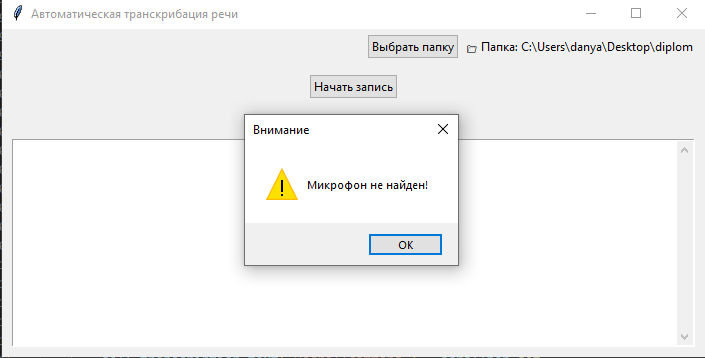 Автоматическая транскрибация речи
Выбрать папку
Папка: C:\Users\danya\Desktop\diplom
Начать запись
Внимание
Микрофон не найден!
OK